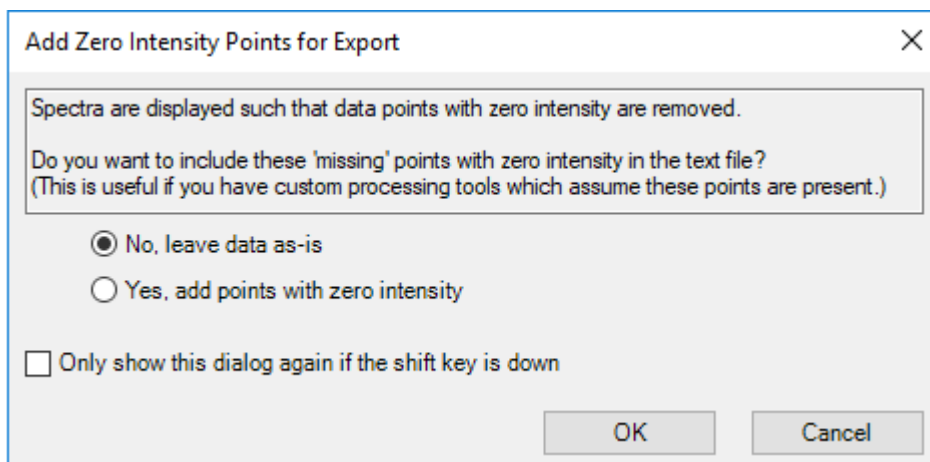 Add Zero Intensity Points for Export
Spectra are displayed such that data points with zero intensity are removed.
Do you want to include these 'missing' points with zero intensity in the text file?
(This is useful if you have custom processing tools which assume these points are present.)
No, leave data as-is
Yes, add points with zero intensity
Only show this dialog again if the shift key is down
OK
Cancel